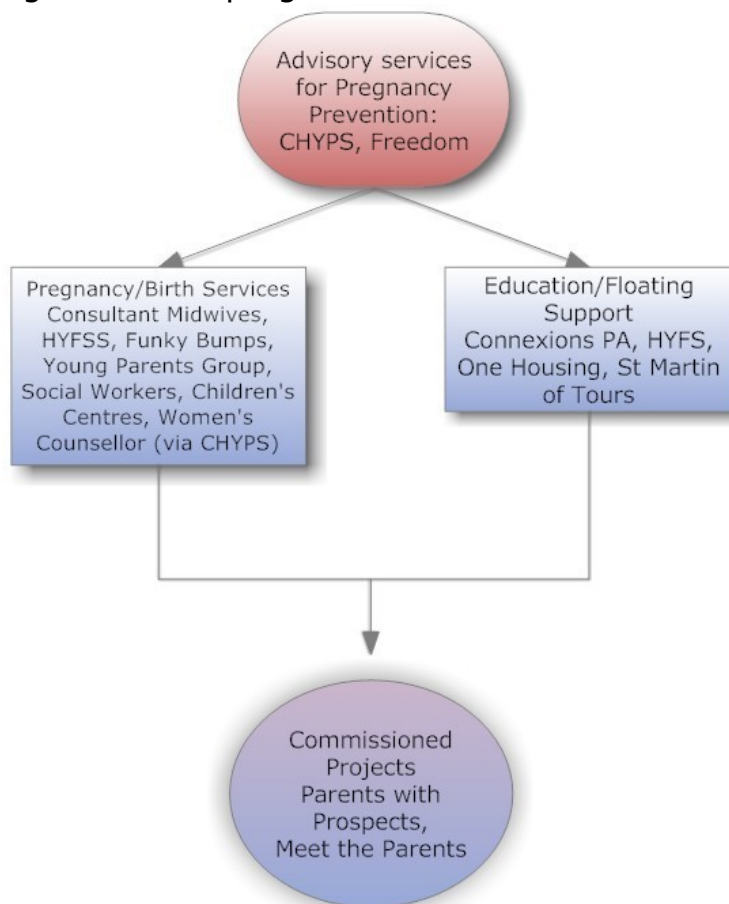 Advisory services
for Pregnancy
Prevention:
CHYPS, Freedom
Pregnancy/Birth Services
Consultant Midwives,
HYFSS, Funky Bumps,
Young Parents Group,
Social Workers, Children's
Centres, Women's
Counsellor (via CHYPS)
Education/Floating
Support
Connexions PA, HYFS,
One Housing, St Martin
of Tours
Commissioned
Projects
Parents with
Prospects,
Meet the Parents